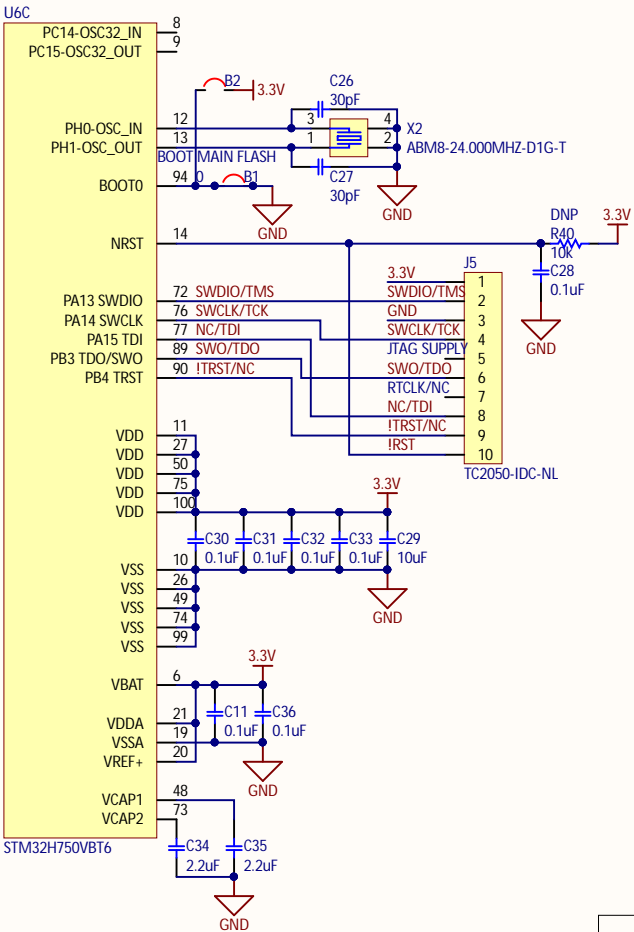 U6C
PC14-OSC32_IN 8
PC15-OSC32_OUT 9
B2
3.3V
C26
30pF
PH0-OSC_IN 12
3 4
X2
PH1-OSC_OUT 13
1 2
ABM8-24.000MHZ-D1G-T
BOOT MAIN FLASH
C27
30pF
BOOT0 94 0 B1
GND
GND
DNP
3.3V
NRST 14
R40
10k
J5
C28
0.1uF
GND
3.3V 1
PA13 SWDIO 72 SWDIO/TMS
SWDIO/TMS 2
PA14 SWCLK 76 SWCLK/TCK
GND 3
PA15 TDI 77 NC/TDI
SWCLK/TCK 4
PB3 TDO/SWO 89 SWO/TDO
JTAG SUPPLY 5
PB4 TRST 90 !TRST/NC
SWO/TDO 6
RTCLK/NC 7
NC/TDI 8
!TRST/NC 9
!RST 10
TC2050-IDC-NL
VDD 11
VDD 27
VDD 50
VDD 75
VDD 100
3.3V
C30 C31 C32 C33 C29
0.1uF 0.1uF 0.1uF 0.1uF 10uF
VSS 10
VSS 26
VSS 49
VSS 74
VSS 99
GND
3.3V
VBAT 6
VDDA 21
C11 C36
0.1uF 0.1uF
VSSA 19
VREF+ 20
GND
VCAP1 48
VCAP2 73
C34 C35
2.2uF 2.2uF
STM32H750VBT6
GND